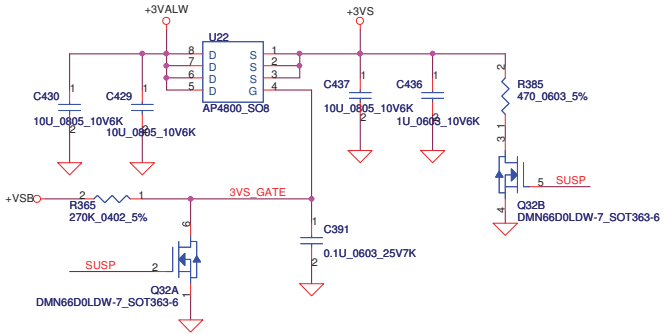 +3VALW
+3VS
U22
8 D S 1
7 D S 2
6 D S 3
5 D G 4
AP4800_SO8
C430 1
10U_0805_10V6K
2
C429 1
10U_0805_10V6K
2
C437 1
10U_0805_10V6K
2
C436 1
1U_0603_10V6K
2
2
R385
470_0603_5%
1
3
5 SUSP
4
Q32B
DMN66D0LDW-7_SOT363-6
+VSB
2 1
R365
270K_0402_5%
3VS_GATE
1
C391
0.1U_0603_25V7K
2
6
SUSP 2
1
Q32A
DMN66D0LDW-7_SOT363-6